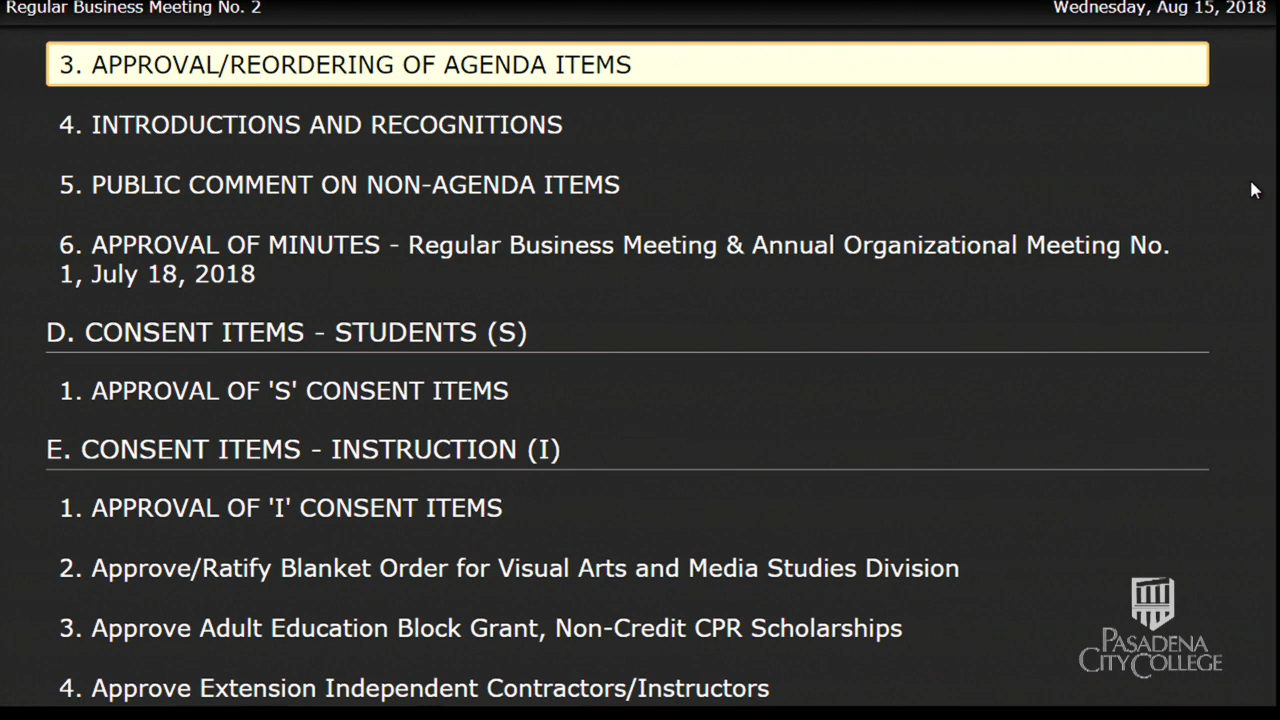 Regular Business Meeting No. 2
Wednesday, Aug 15, 2018
3. APPROVAL/REORDERING OF AGENDA ITEMS
4. INTRODUCTIONS AND RECOGNITIONS
5. PUBLIC COMMENT ON NON-AGENDA ITEMS
6. APPROVAL OF MINUTES - Regular Business Meeting & Annual Organizational Meeting No.
1, July 18, 2018
D. CONSENT ITEMS - STUDENTS (S)
1. APPROVAL OF 'S' CONSENT ITEMS
E. CONSENT ITEMS - INSTRUCTION (I)
1. APPROVAL OF 'I' CONSENT ITEMS
2. Approve/Ratify Blanket Order for Visual Arts and Media Studies Division
3. Approve Adult Education Block Grant, Non-Credit CPR Scholarships
4. Approve Extension Independent Contractors/Instructors
PASADENA
CITY COLLEGE